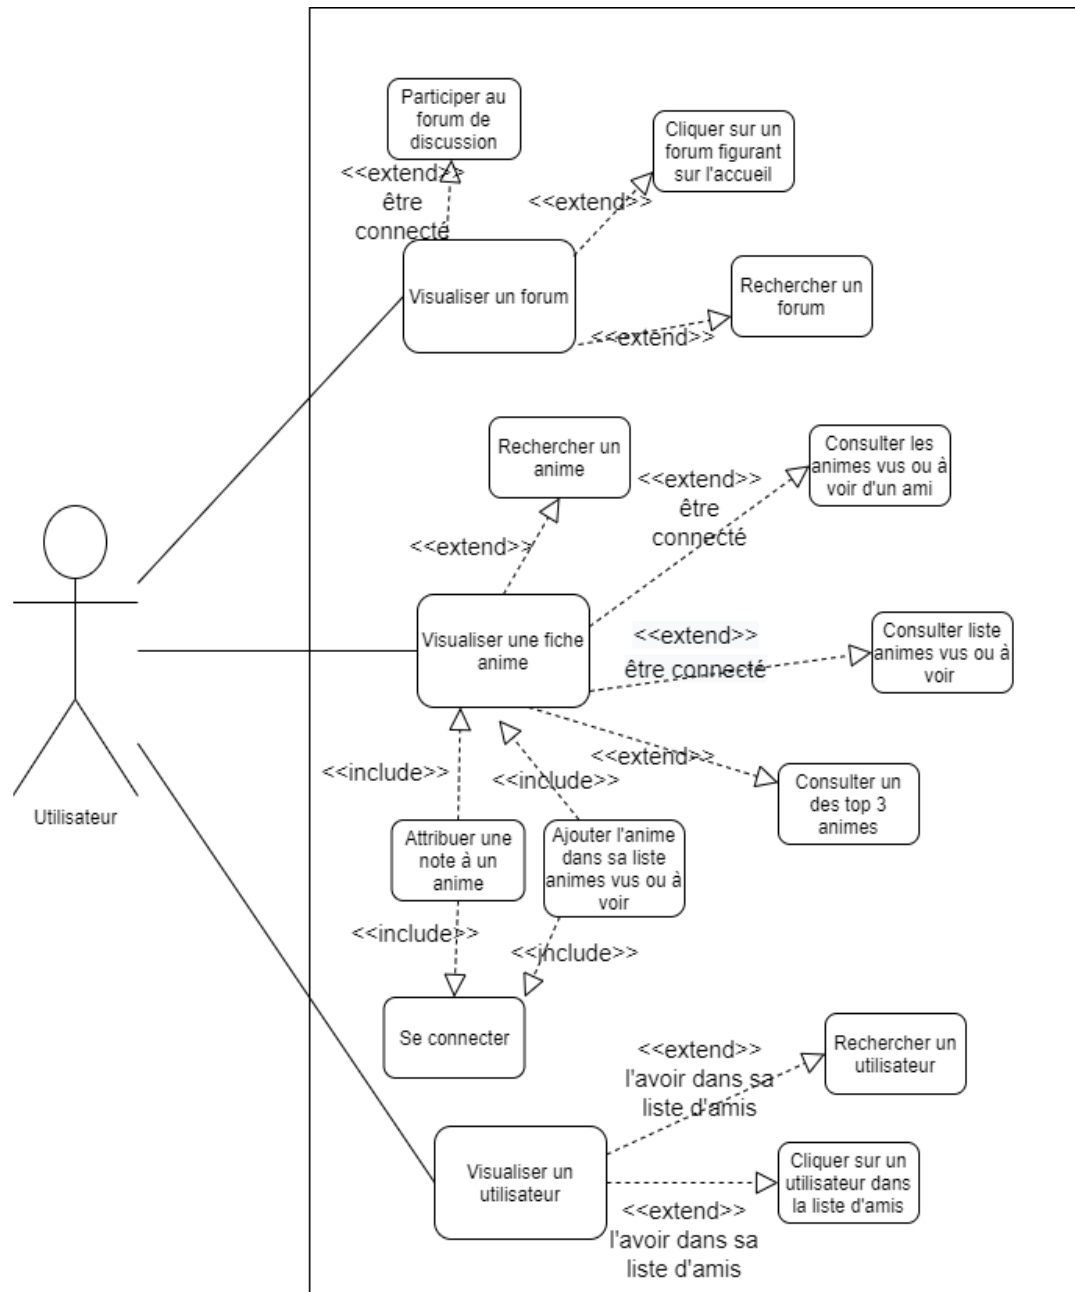 Participer au
forum de
discussion
Cliquer sur un
forum figurant
sur l'accueil
<<extend>>
être
connecté
<<extend>>
Visualiser un forum
Rechercher un
forum
<<extend>>
Rechercher un
anime
Consulter les
animes vus ou à
voir d'un ami
<<extend>>
être
connecté
<<extend>>
Visualiser une fiche
anime
<<extend>>
être connecté
Consulter liste
animes vus ou à
voir
<<include>>
<<include>>
<<extend>>
Consulter un
des top 3
animes
Utilisateur
Attribuer une
note à un
anime
Ajouter l'anime
dans sa liste
animes vus ou à
voir
<<include>>
<<include>>
Se connecter
<<extend>>
l'avoir dans sa
liste d'amis
Rechercher un
utilisateur
Visualiser un
utilisateur
Cliquer sur un
utilisateur dans
la liste d'amis
<<extend>>
l'avoir dans sa
liste d'amis